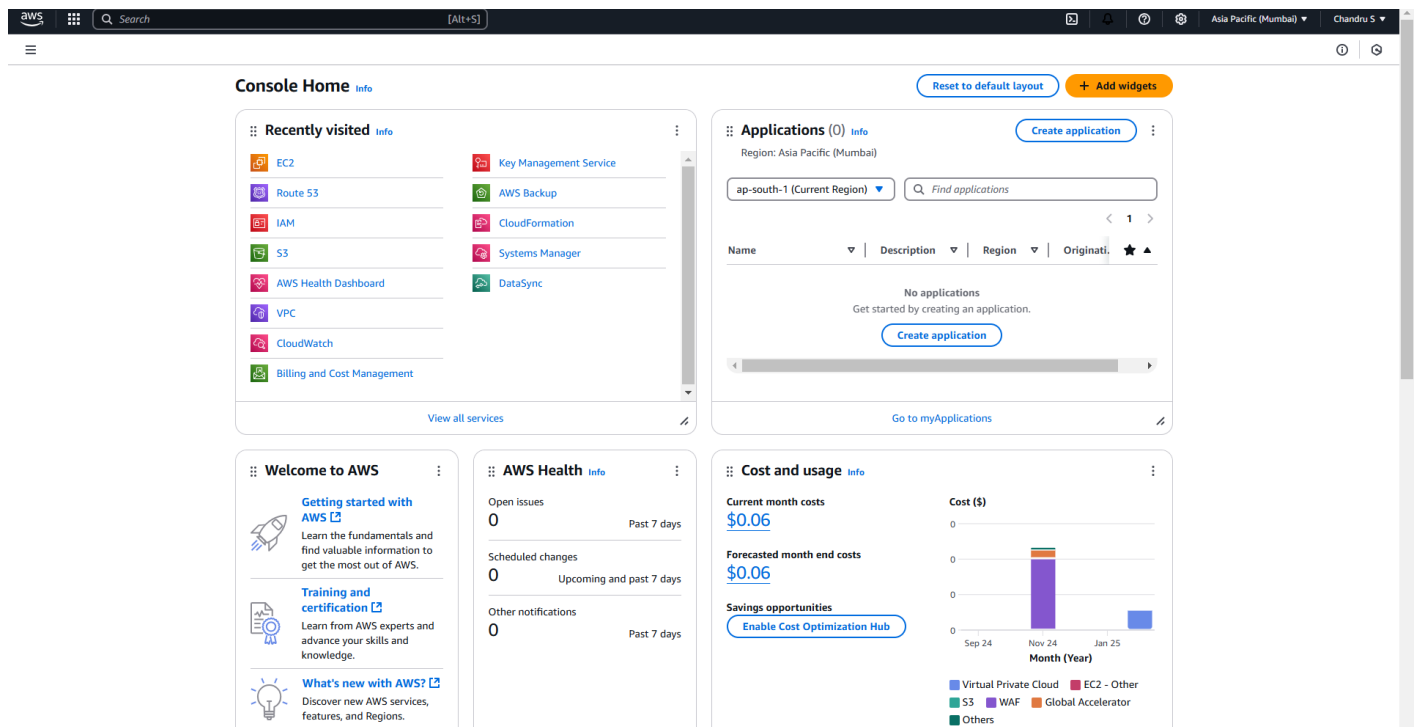 aws
Search [Alt+S]
Asia Pacific (Mumbai) ▼
Chandru S ▼
Console Home Info
Reset to default layout
+ Add widgets
Recently visited Info
EC2
Route 53
IAM
S3
AWS Health Dashboard
VPC
CloudWatch
Billing and Cost Management
Key Management Service
AWS Backup
CloudFormation
Systems Manager
DataSync
View all services
Applications (0) Info
Create application
Region: Asia Pacific (Mumbai)
ap-south-1 (Current Region) ▼
Find applications
1
Name
Description
Region
Originati.
No applications
Get started by creating an application.
Create application
Go to myApplications
Welcome to AWS
Getting started with
AWS
Learn the fundamentals and
find valuable information to
get the most out of AWS.
Training and
certification
Learn from AWS experts and
advance your skills and
knowledge.
What's new with AWS?
Discover new AWS services,
features, and Regions.
AWS Health Info
Open issues
0 Past 7 days
Scheduled changes
0 Upcoming and past 7 days
Other notifications
0 Past 7 days
Cost and usage Info
Current month costs
$0.06
Forecasted month end costs
$0.06
Savings opportunities
Enable Cost Optimization Hub
Cost ($)
0
0
0
0
Sep 24 Nov 24 Jan 25
Month (Year)
Virtual Private Cloud EC2 - Other
S3 WAF Global Accelerator
Others